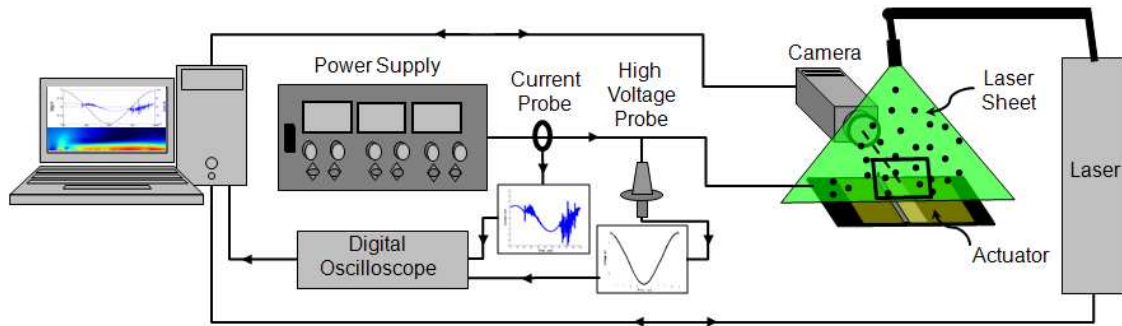 Power Supply
Current
Probe
High
Voltage
Probe
Camera
Laser
Sheet
Laser
Digital
Oscilloscope
Actuator